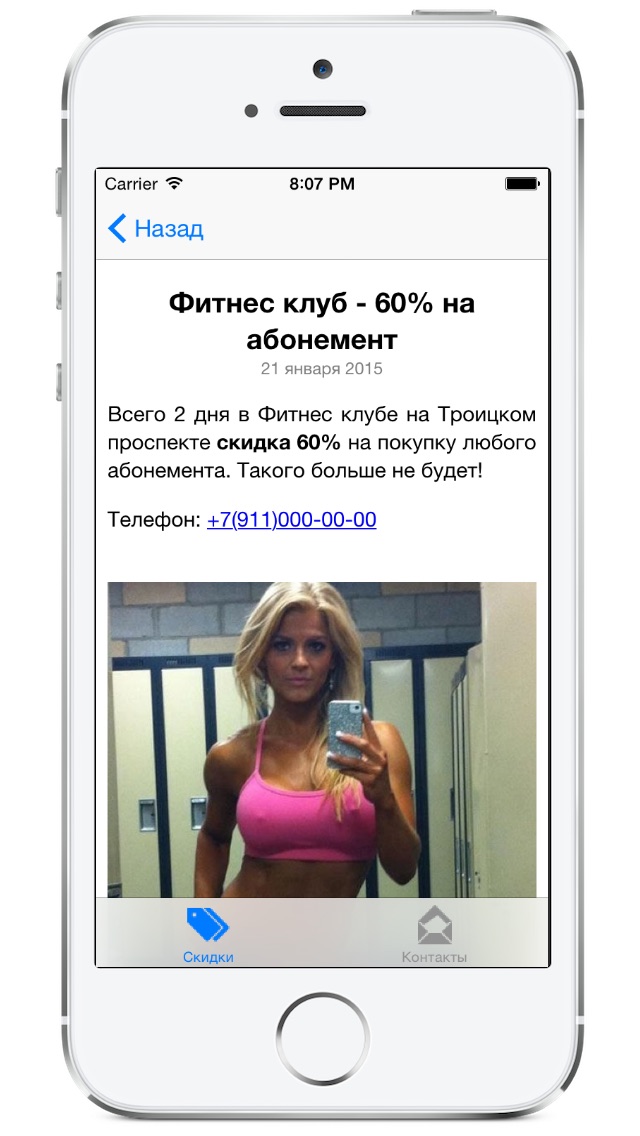 Carrier 8:07 PM
Назад
Фитнес клуб - 60% на
абонемент
21 января 2015
Всего 2 дня в Фитнес клубе на Троицком
проспекте скидка 60% на покупку любого
абонемента. Такого больше не будет!
Телефон: +7(911)000-00-00
Скидки Контакты